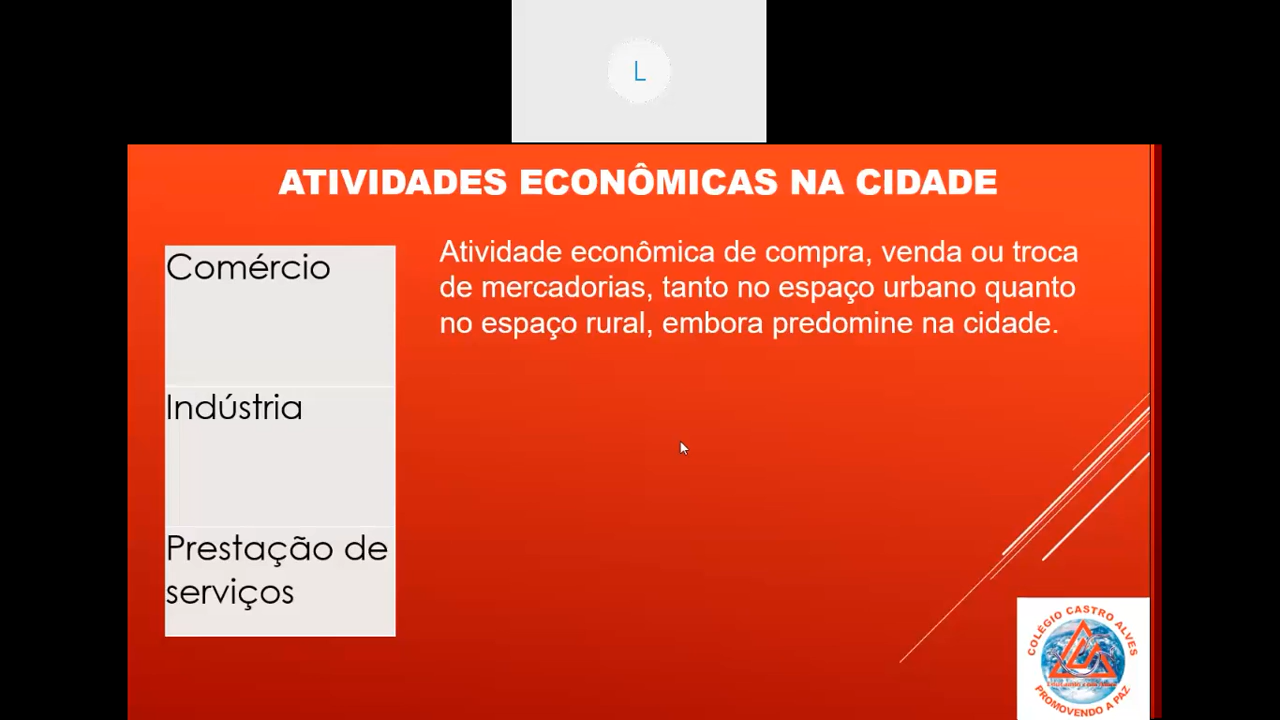 L
ATIVIDADES ECONÔMICAS NA CIDADE
Comércio
Atividade econômica de compra, venda ou troca
de mercadorias, tanto no espaço urbano quanto
no espaço rural, embora predomine na cidade.
Indústria
Prestação de
serviços
COLÉGIO CASTRO ALVES
PROMOVENDO A PAZ